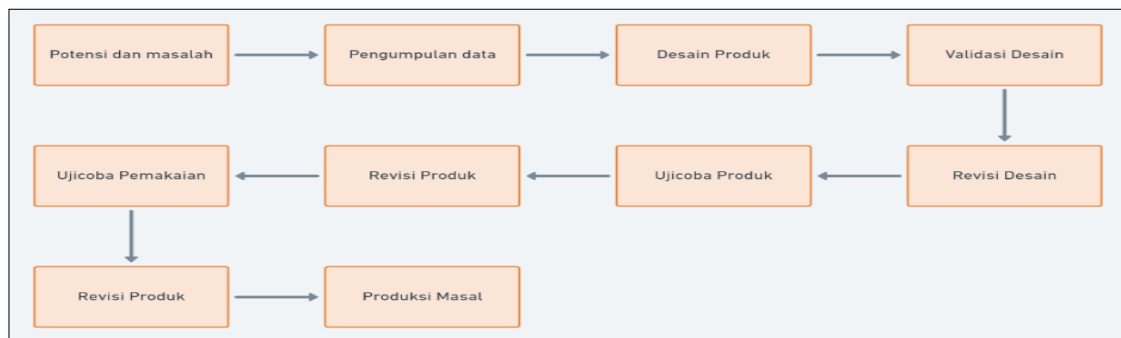 Potensi dan masalah
Pengumpulan data
Desain Produk
Validasi Desain
Revisi Desain
Ujicoba Produk
Revisi Produk
Ujicoba Pemakaian
Revisi Produk
Produksi Masal